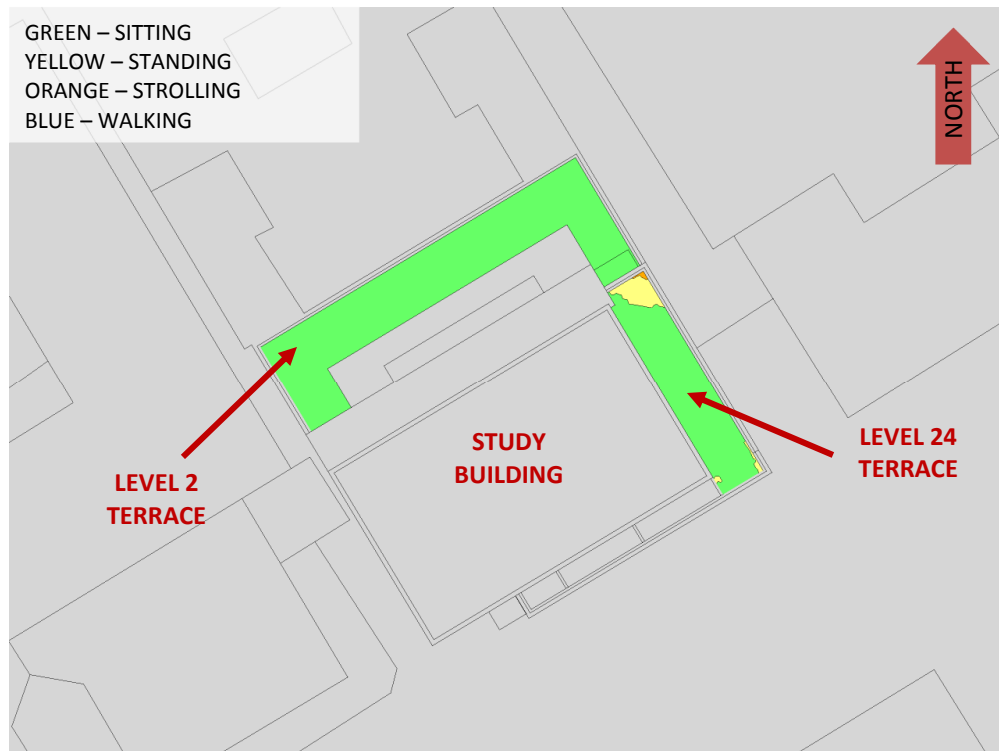 GREEN – SITTING
YELLOW – STANDING
ORANGE – STROLLING
BLUE – WALKING
NORTH
STUDY
BUILDING
LEVEL 24
TERRACE
LEVEL 2
TERRACE